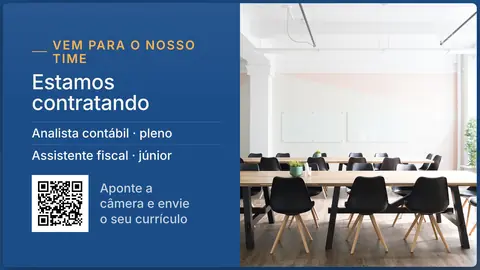 VEM PARA O NOSSO
TIME
Estamos
contratando
Analista contábil · pleno
Assistente fiscal · júnior
Aponte a
câmera e envie
o seu currículo